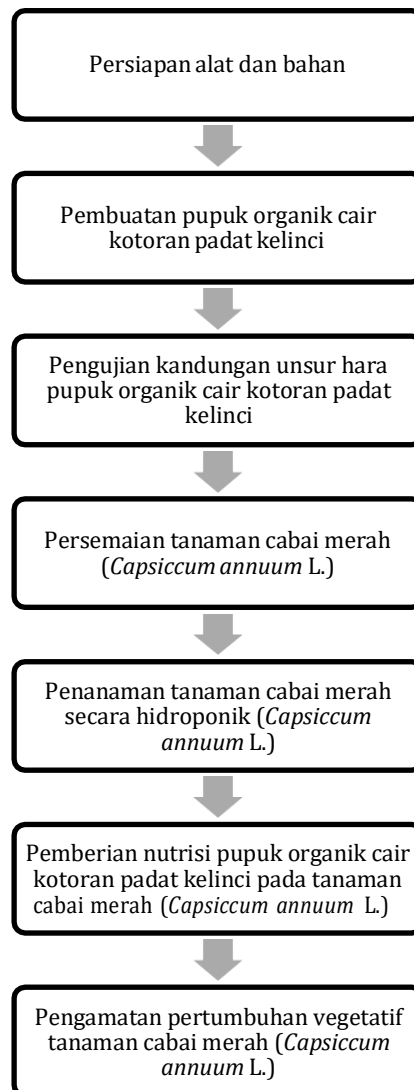 Persiapan alat dan bahan
Pembuatan pupuk organik cair
kotoran padat kelinci
Pengujian kandungan unsur hara
pupuk organik cair kotoran padat
kelinci
Persemaian tanaman cabai merah
(Capsiccum annuum L.)
Penanaman tanaman cabai merah
secara hidroponik (Capsiccum
annuum L.)
Pemberian nutrisi pupuk organik cair
kotoran padat kelinci pada tanaman
cabai merah (Capsiccum annuum L.)
Pengamatan pertumbuhan vegetatif
tanaman cabai merah (Capsiccum
annuum L.)